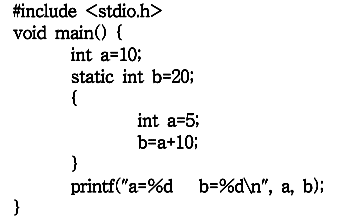 #include <stdio.h>
void main() {
int a=10;
static int b=20;
{
int a=5;
b=a+10;
}
printf("a=%d   b=%d\n", a, b);
}